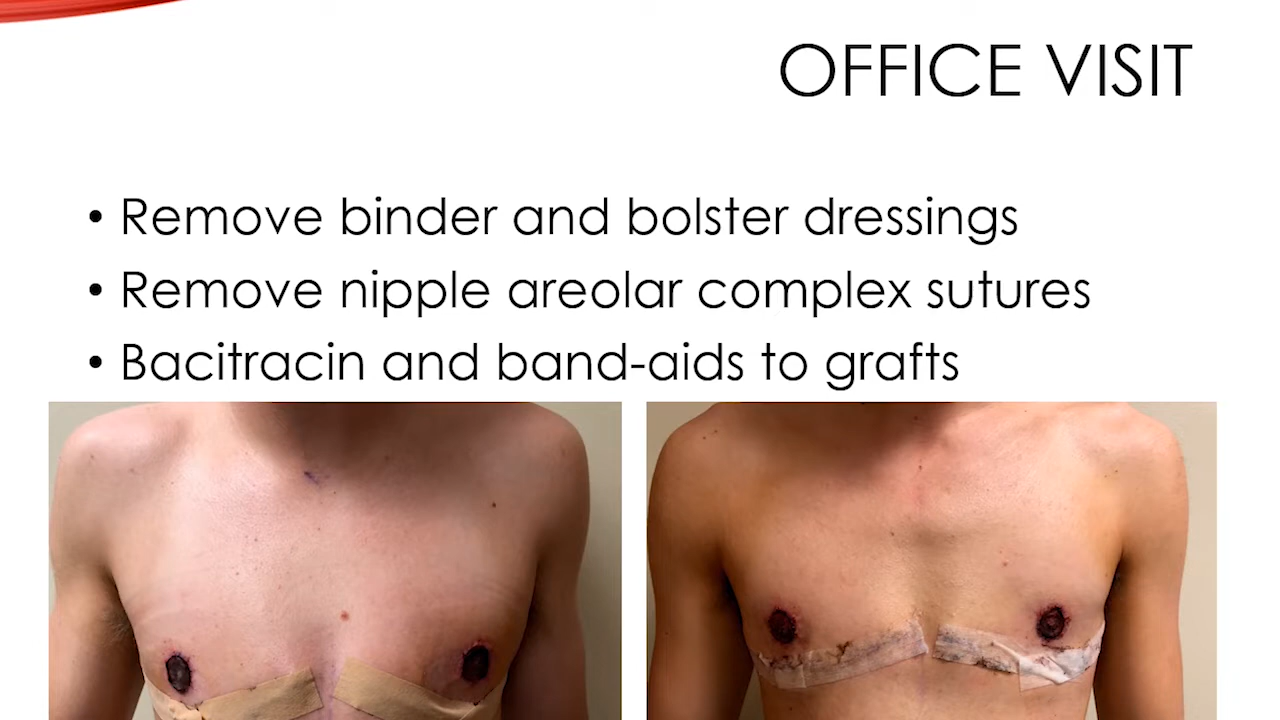 OFFICE VISIT
• Remove binder and bolster dressings
• Remove nipple areolar complex sutures
• Bacitracin and band-aids to grafts